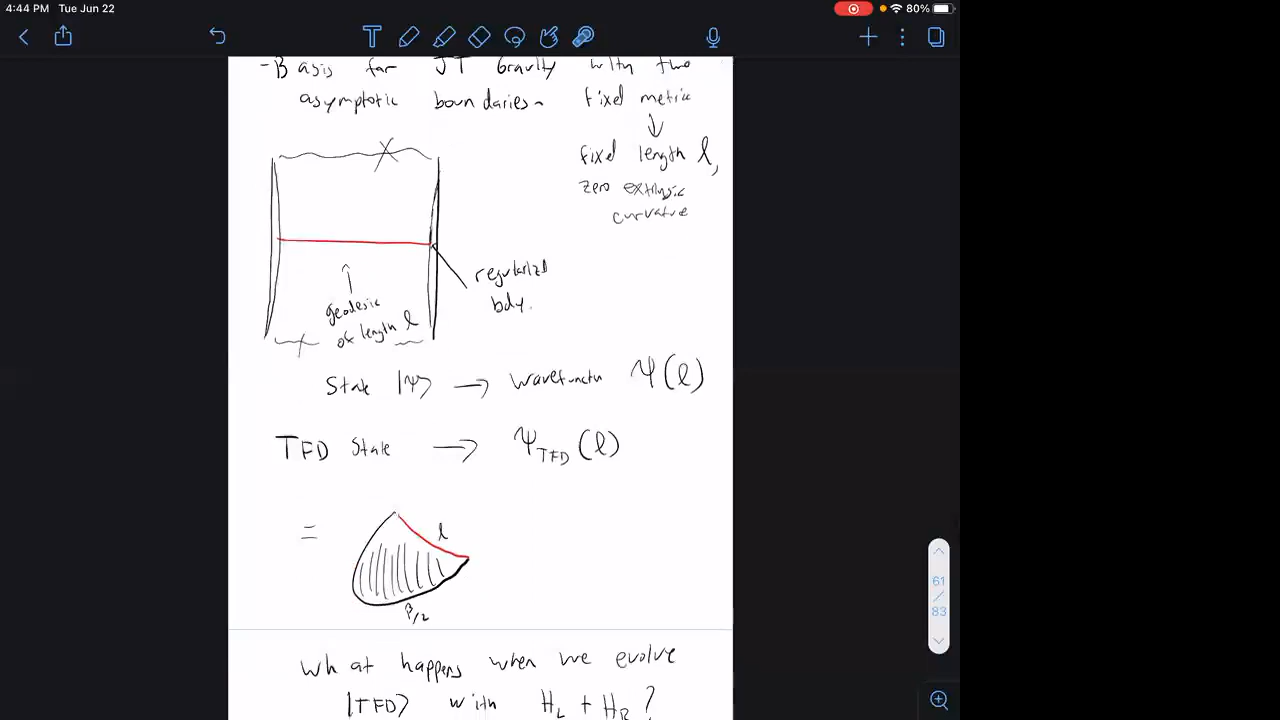 4:44 PM Tue Jun 22
80%
- Basis for JT Gravity with two
asymptotic boundaries - fixed metric
↓
fixed length l,
zero extrinsic
curvature
regularized
bdy.
geodesic
of length l
State |Ψ⟩ → wavefunctn Ψ(l)
TFD State → Ψ_TFD (l)
= l
β/2
61
/
83
What happens when we evolve
|TFD⟩ with H_L + H_R ?